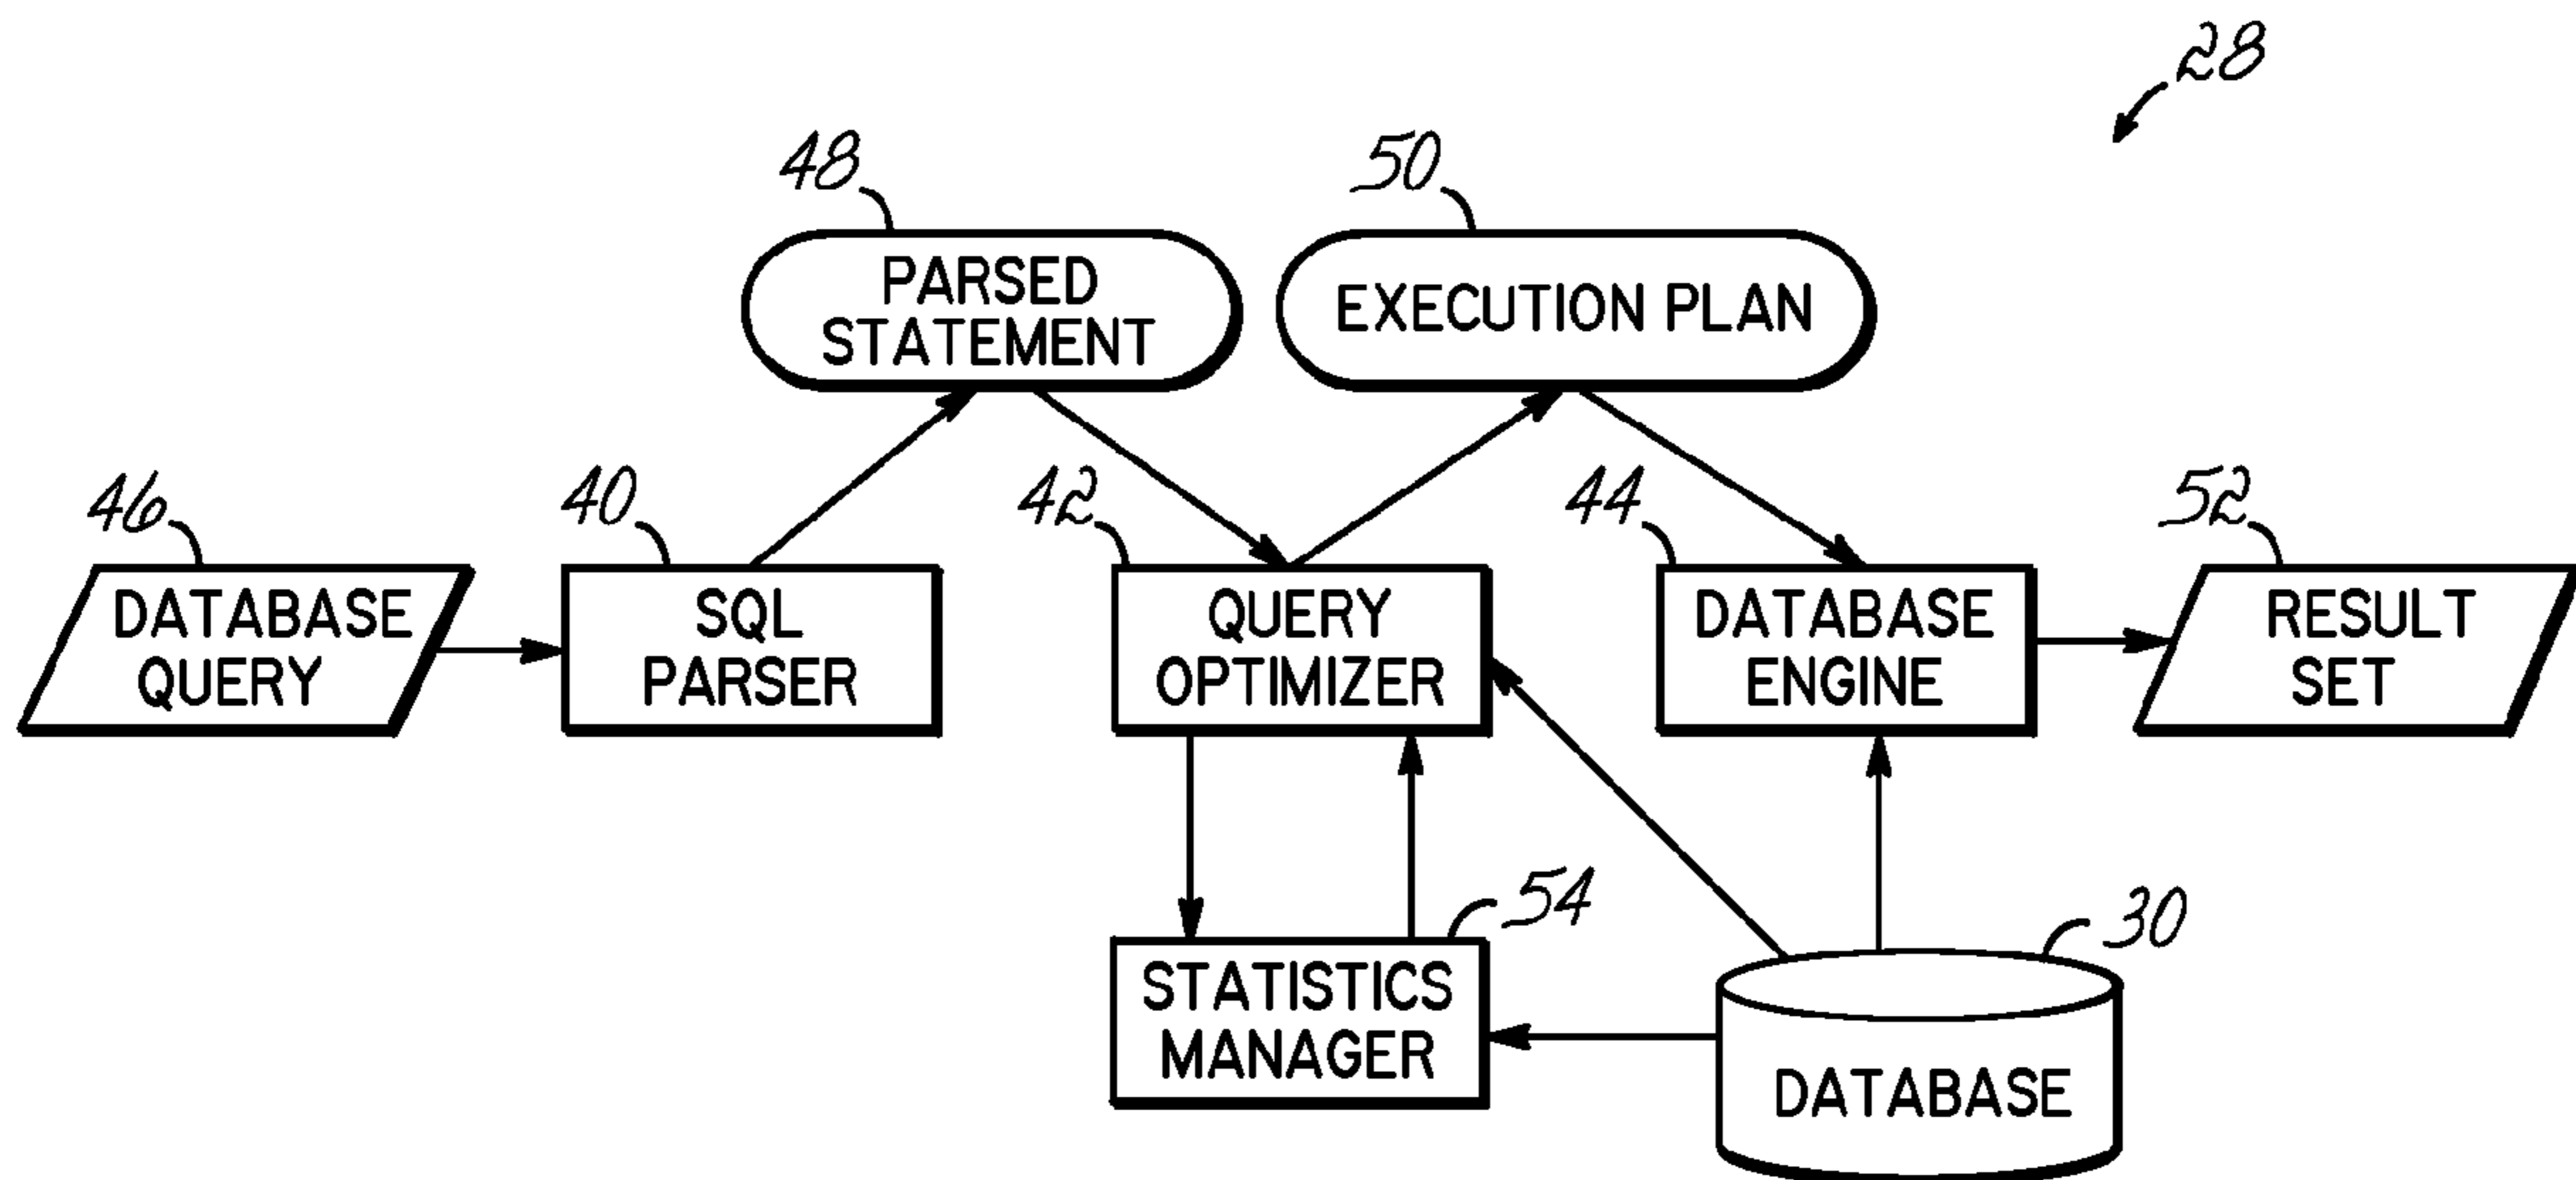 28
48
PARSED
STATEMENT
50
EXECUTION PLAN
46
DATABASE
QUERY
40
SQL
PARSER
42
QUERY
OPTIMIZER
44
DATABASE
ENGINE
52
RESULT
SET
54
STATISTICS
MANAGER
30
DATABASE